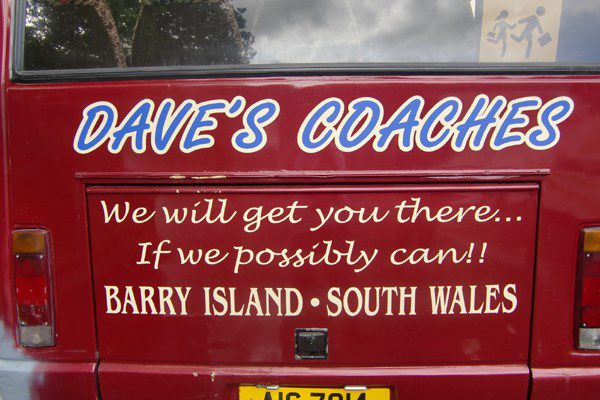 DAVE'S COACHES
We will get you there...
If we possibly can!!
BARRY ISLAND • SOUTH WALES